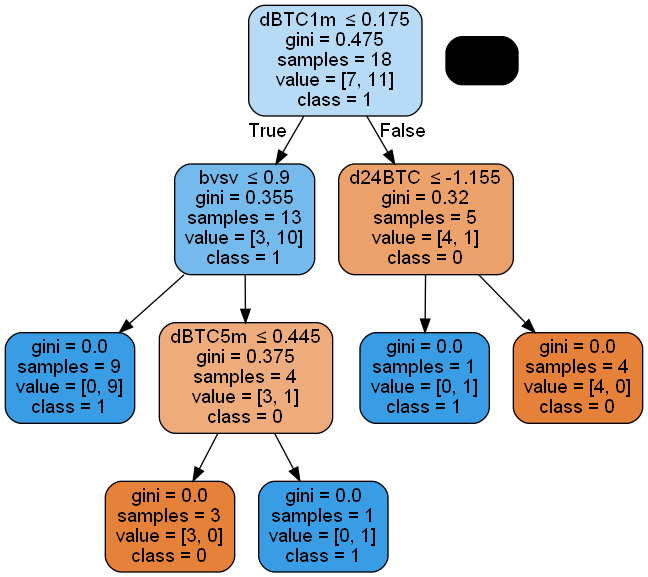 dBTC1m ≤ 0.175
gini = 0.475
samples = 18
value = [7, 11]
class = 1
True
False
bvsv ≤ 0.9
gini = 0.355
samples = 13
value = [3, 10]
class = 1
d24BTC ≤ -1.155
gini = 0.32
samples = 5
value = [4, 1]
class = 0
gini = 0.0
samples = 9
value = [0, 9]
class = 1
dBTC5m ≤ 0.445
gini = 0.375
samples = 4
value = [3, 1]
class = 0
gini = 0.0
samples = 1
value = [0, 1]
class = 1
gini = 0.0
samples = 4
value = [4, 0]
class = 0
gini = 0.0
samples = 3
value = [3, 0]
class = 0
gini = 0.0
samples = 1
value = [0, 1]
class = 1